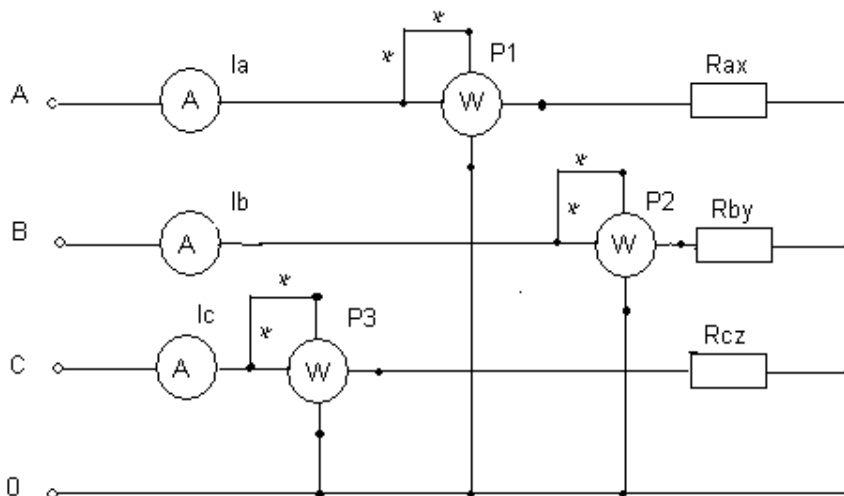 * *
Ia P1 Rax
A A W
* *
Ib P2 Rby
B A W
* *
Ic P3 Rcz
C A W
0